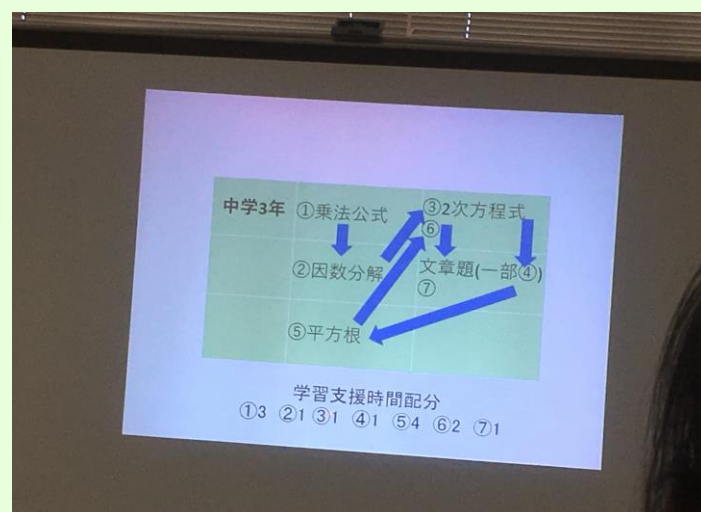 中学3年 ①乗法公式 ③2次方程式
⑥
②因数分解 文章題(一部④)
⑦
⑤平方根
学習支援時間配分
①3 ②1 ③1 ④1 ⑤4 ⑥2 ⑦1